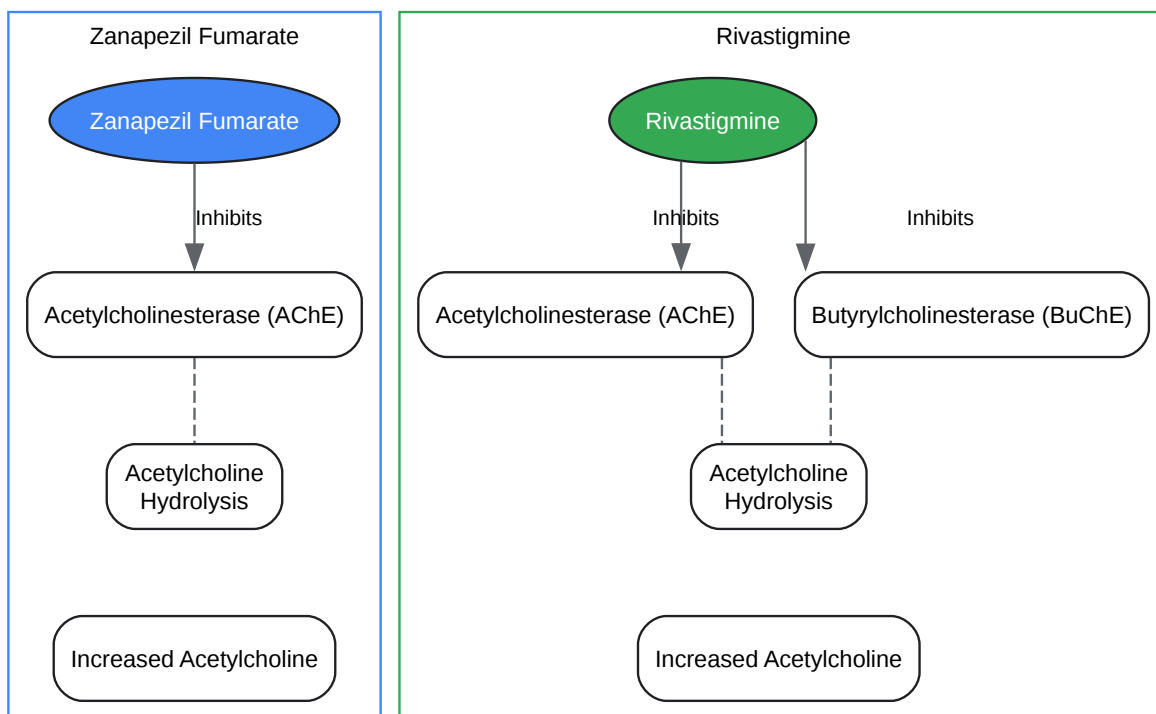 Zanapezil Fumarate
Zanapezil Fumarate
Inhibits
Acetylcholinesterase (AChE)
Acetylcholine
Hydrolysis
Increased Acetylcholine
Rivastigmine
Rivastigmine
Inhibits
Inhibits
Acetylcholinesterase (AChE)
Butyrylcholinesterase (BuChE)
Acetylcholine
Hydrolysis
Increased Acetylcholine